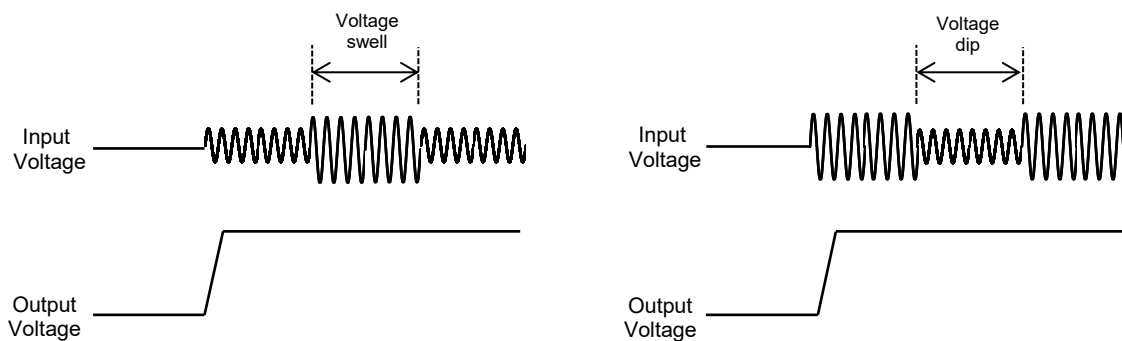 Voltage
swell
Input
Voltage
Output
Voltage
Voltage
dip
Input
Voltage
Output
Voltage